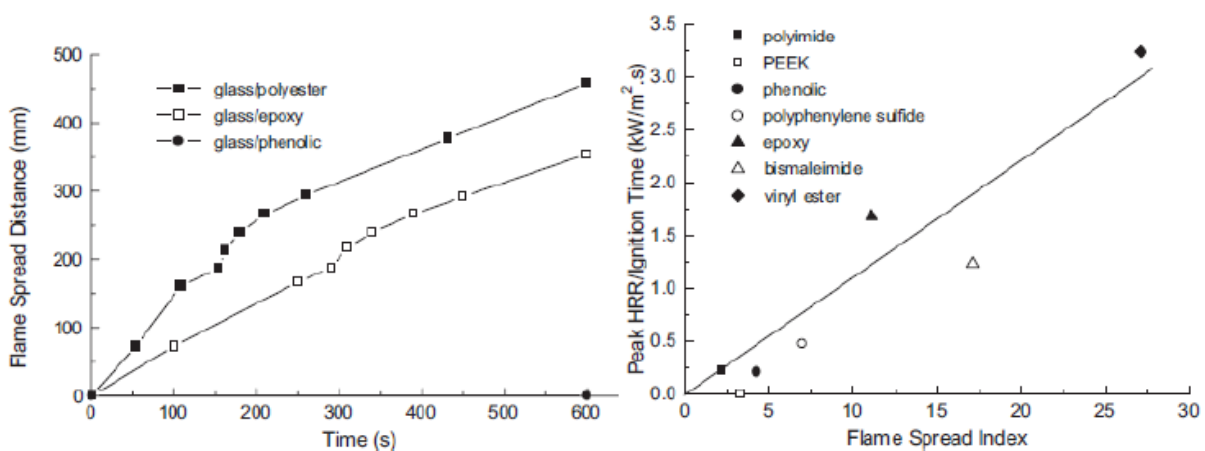 500
400
300
200
100
0
Flame Spread Distance (mm)
glass/polyester
glass/epoxy
glass/phenolic
0 100 200 300 400 500 600
Time (s)
3.5
3.0
2.5
2.0
1.5
1.0
0.5
0.0
Peak HRR/Ignition Time (kW/m².s)
polyimide
PEEK
phenolic
polyphenylene sulfide
epoxy
bismaleimide
vinyl ester
0 5 10 15 20 25 30
Flame Spread Index